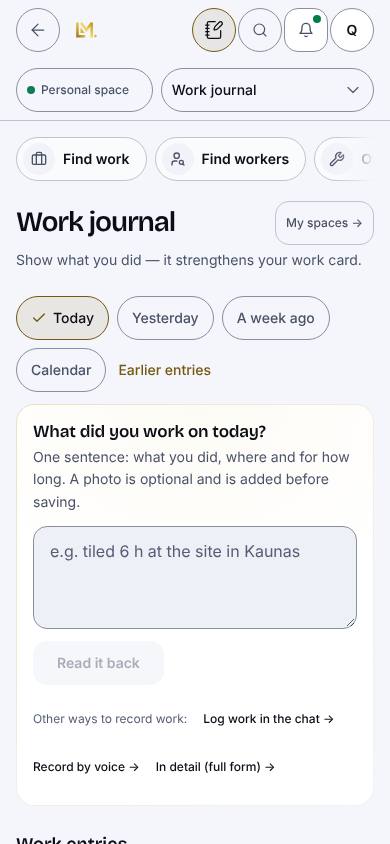 LM.
Q
Personal space
Work journal
Find work
Find workers
Work journal
My spaces →
Show what you did — it strengthens your work card.
Today
Yesterday
A week ago
Calendar
Earlier entries
What did you work on today?
One sentence: what you did, where and for how
long. A photo is optional and is added before
saving.
e.g. tiled 6 h at the site in Kaunas
Read it back
Other ways to record work:
Log work in the chat →
Record by voice →
In detail (full form) →
Work entries